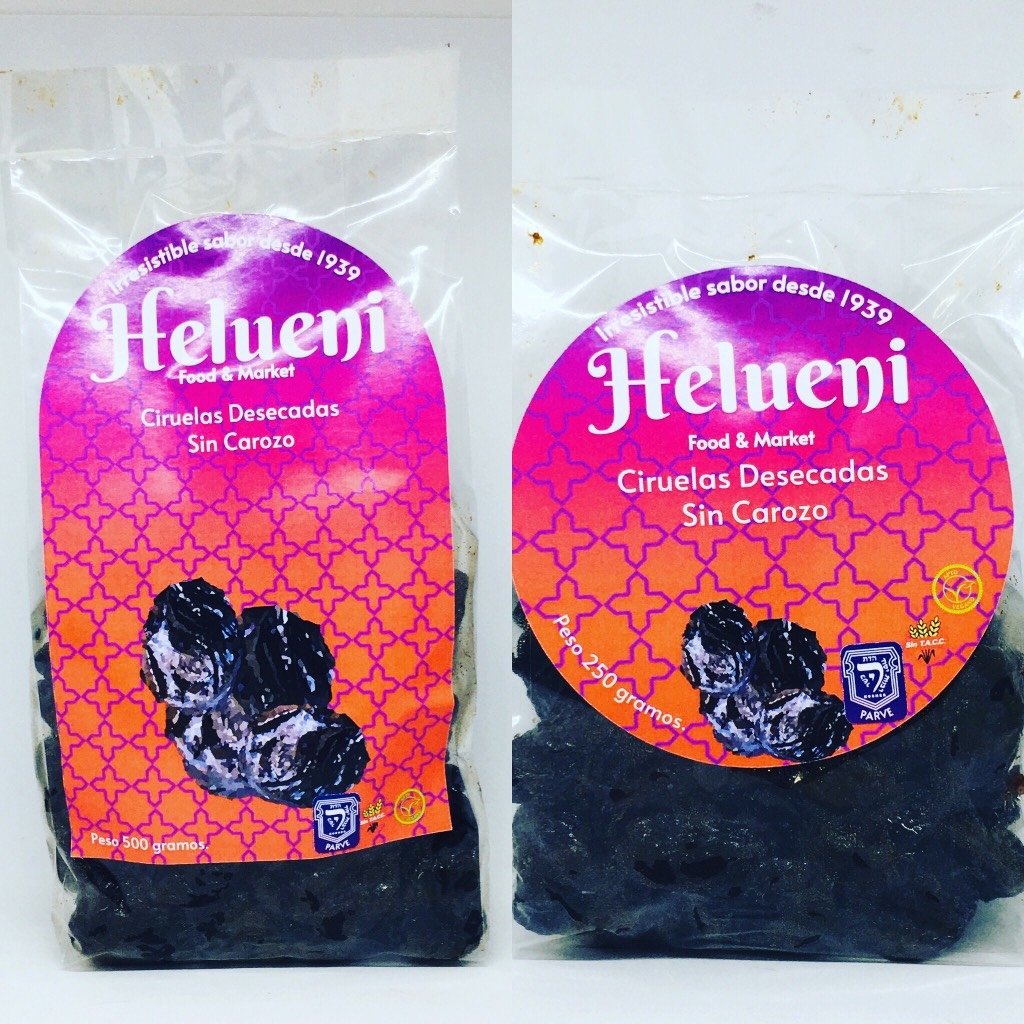 Irresistible sabor desde 1939
Helueni
Food & Market
Ciruelas Desecadas
Sin Carozo
PARVE
Sin T.A.C.C.
Peso 500 gramos.
Irresistible sabor desde 1939
Helueni
Food & Market
Ciruelas Desecadas
Sin Carozo
Sin T.A.C.C.
Peso 250 gramos.
PARVE